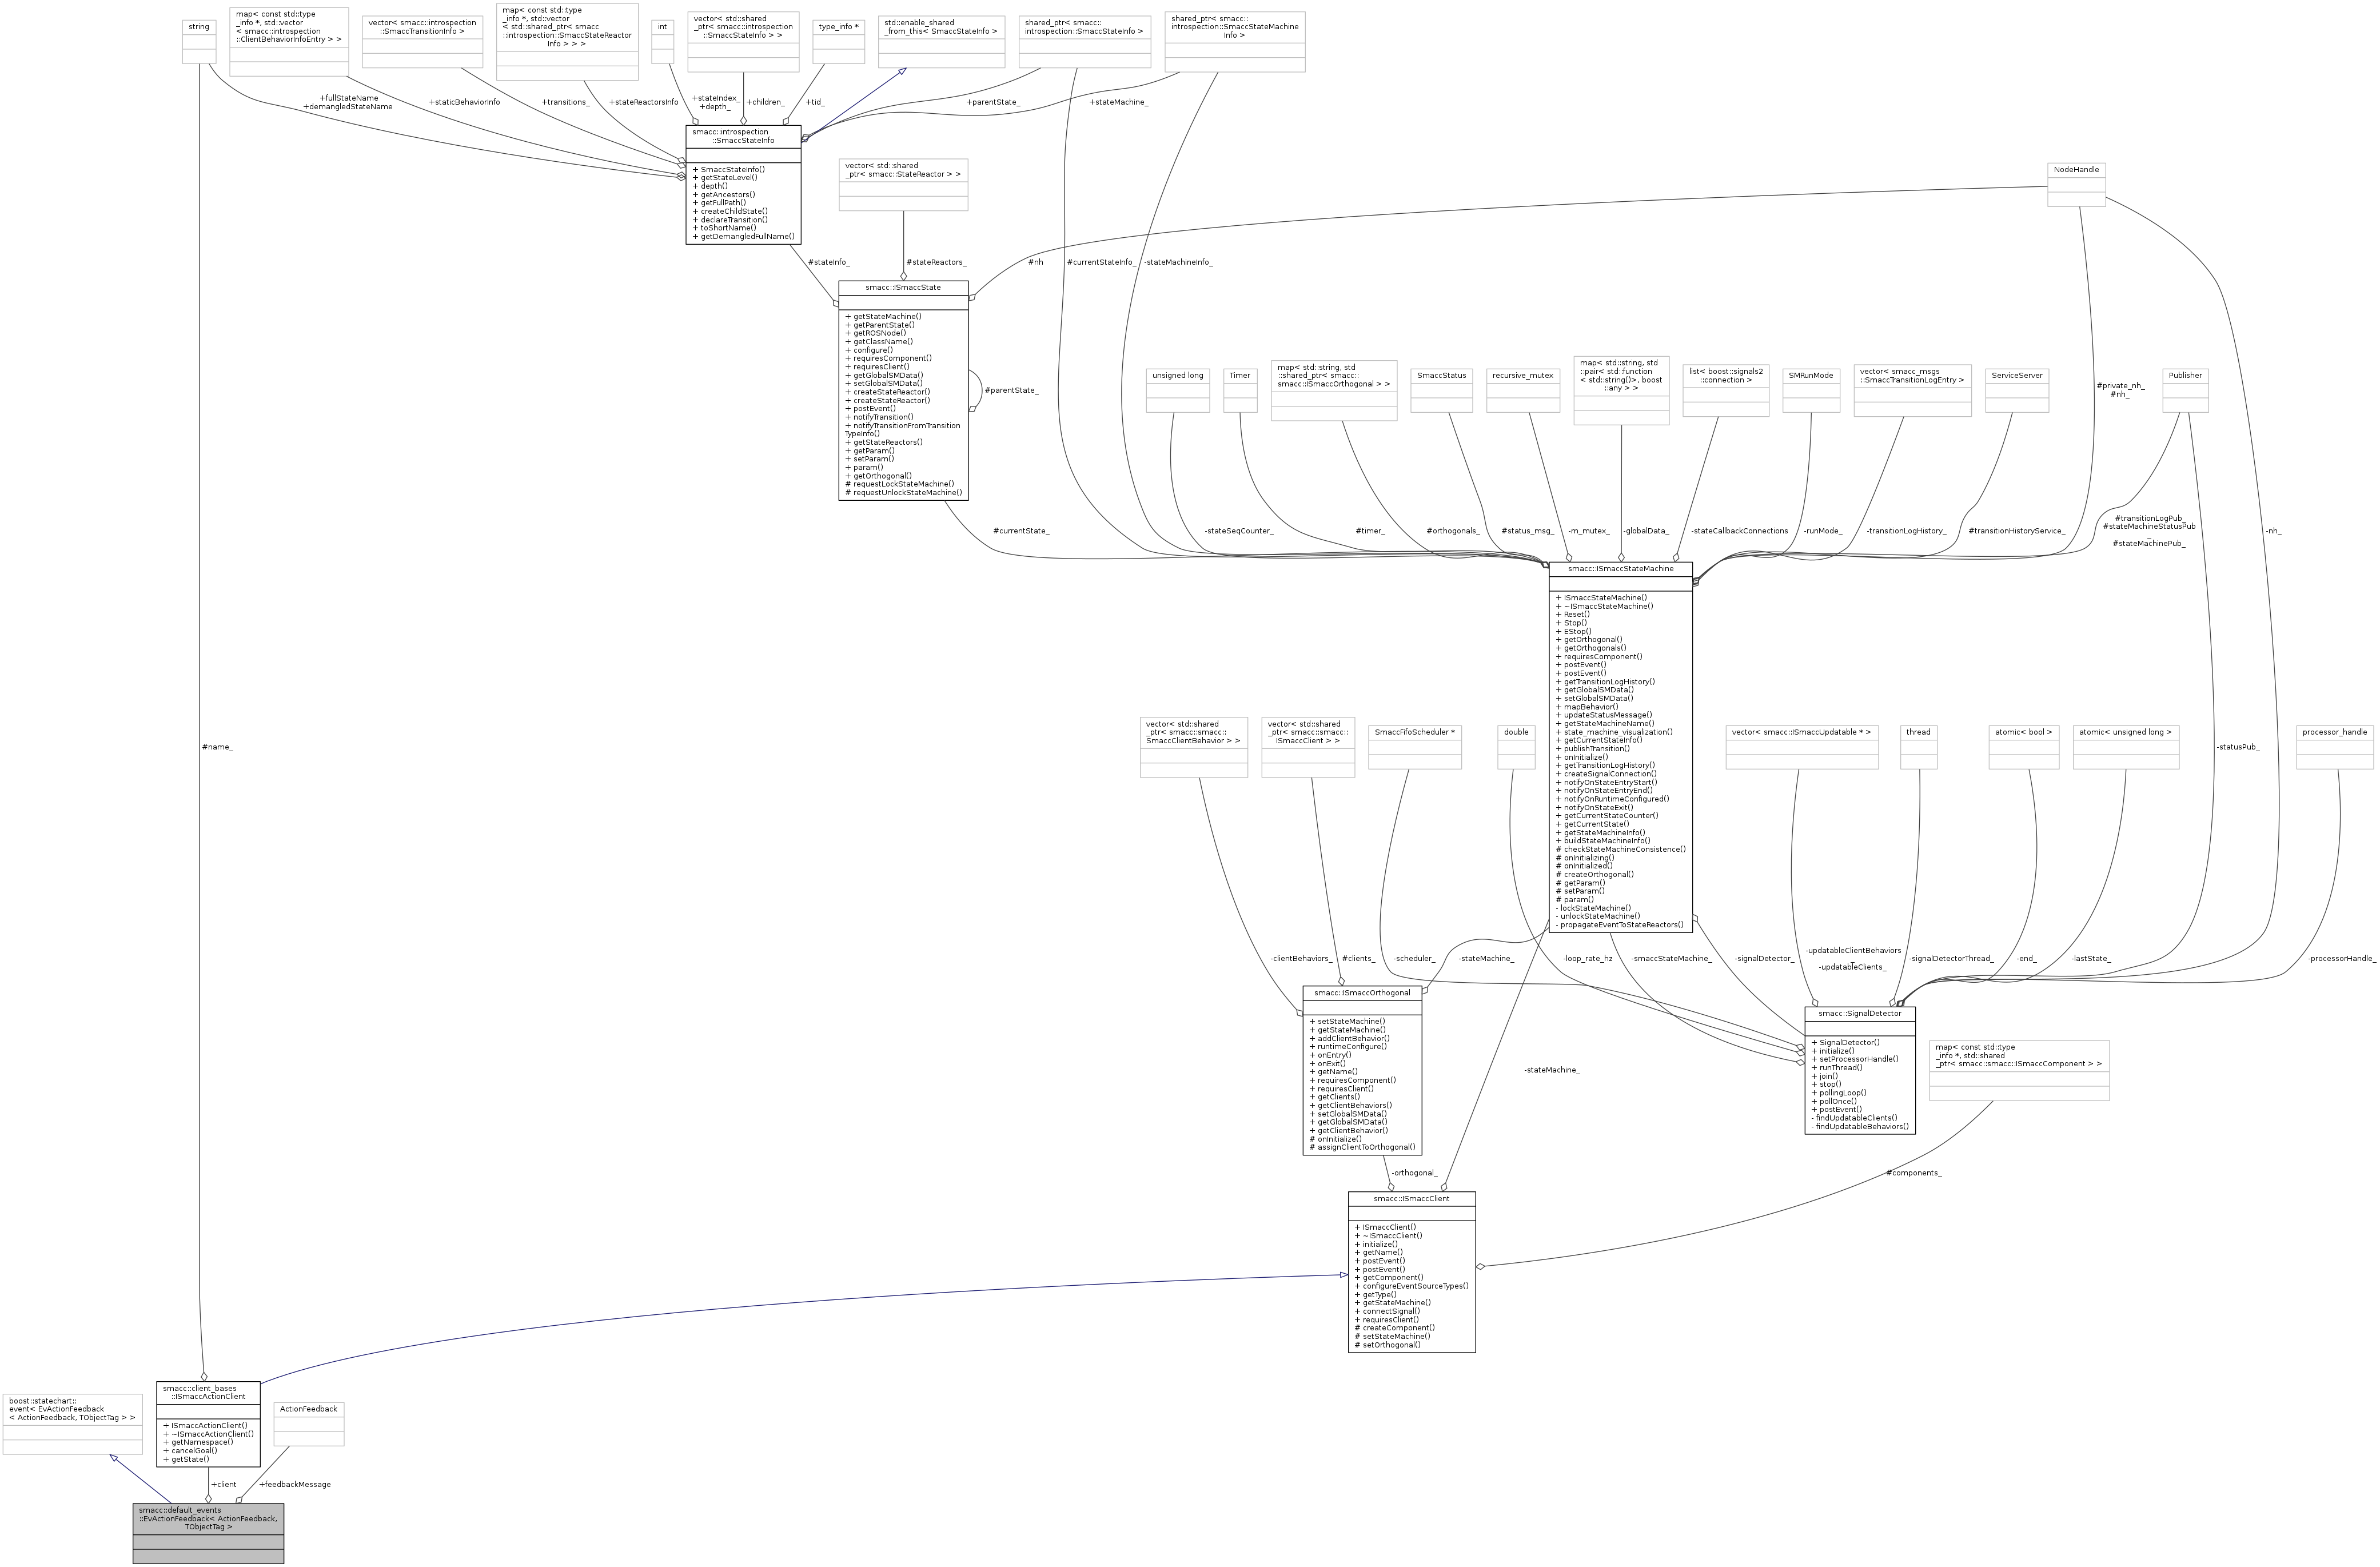 string
map< const std::type
_info *, std::vector
< smacc::introspection
::ClientBehaviorInfoEntry > >
vector< smacc::introspection
::SmaccTransitionInfo >
map< const std::type
_info *, std::vector
< std::shared_ptr< smacc
::introspection::SmaccStateReactor
Info > > >
int
vector< std::shared
_ptr< smacc::introspection
::SmaccStateInfo > >
type_info *
std::enable_shared
_from_this< SmaccStateInfo >
shared_ptr< smacc::
introspection::SmaccStateInfo >
shared_ptr< smacc::
introspection::SmaccStateMachine
Info >
+fullStateName
+demangledStateName
+staticBehaviorInfo
+transitions_
+stateReactorsInfo
+stateIndex_
+depth_
+children_
+tid_
+parentState_
+stateMachine_
smacc::introspection
::SmaccStateInfo
+ SmaccStateInfo()
+ getStateLevel()
+ depth()
+ getAncestors()
+ getFullPath()
+ createChildState()
+ declareTransition()
+ toShortName()
+ getDemangledFullName()
vector< std::shared
_ptr< smacc::StateReactor > >
NodeHandle
#stateInfo_
#stateReactors_
#nh
#currentStateInfo_
-stateMachineInfo_
smacc::ISmaccState
+ getStateMachine()
+ getParentState()
+ getROSNode()
+ getClassName()
+ configure()
+ requiresComponent()
+ requiresClient()
+ getGlobalSMData()
+ setGlobalSMData()
+ createStateReactor()
+ createStateReactor()
+ postEvent()
+ notifyTransition()
+ notifyTransitionFromTransition
TypeInfo()
+ getStateReactors()
+ getParam()
+ setParam()
+ param()
+ getOrthogonal()
# requestLockStateMachine()
# requestUnlockStateMachine()
#parentState_
unsigned long
Timer
map< std::string, std
::shared_ptr< smacc::
smacc::ISmaccOrthogonal > >
SmaccStatus
recursive_mutex
map< std::string, std
::pair< std::function
< std::string()>, boost
::any > >
list< boost::signals2
::connection >
SMRunMode
vector< smacc_msgs
::SmaccTransitionLogEntry >
ServiceServer
#private_nh_
#nh_
Publisher
#currentState_
-stateSeqCounter_
#timer_
#orthogonals_
#status_msg_
-m_mutex_
-globalData_
-stateCallbackConnections
-runMode_
-transitionLogHistory_
#transitionHistoryService_
#transitionLogPub_
#stateMachineStatusPub
_
#stateMachinePub_
-nh_
smacc::ISmaccStateMachine
+ ISmaccStateMachine()
+ ~ISmaccStateMachine()
+ Reset()
+ Stop()
+ EStop()
+ getOrthogonal()
+ getOrthogonals()
+ requiresComponent()
+ postEvent()
+ postEvent()
+ getTransitionLogHistory()
+ getGlobalSMData()
+ setGlobalSMData()
+ mapBehavior()
+ updateStatusMessage()
+ getStateMachineName()
+ state_machine_visualization()
+ getCurrentStateInfo()
+ publishTransition()
+ onInitialize()
+ getTransitionLogHistory()
+ createSignalConnection()
+ notifyOnStateEntryStart()
+ notifyOnStateEntryEnd()
+ notifyOnRuntimeConfigured()
+ notifyOnStateExit()
+ getCurrentStateCounter()
+ getCurrentState()
+ getStateMachineInfo()
+ buildStateMachineInfo()
# checkStateMachineConsistence()
# onInitializing()
# onInitialized()
# createOrthogonal()
# getParam()
# setParam()
# param()
- lockStateMachine()
- unlockStateMachine()
- propagateEventToStateReactors()
#name_
vector< std::shared
_ptr< smacc::smacc::
SmaccClientBehavior > >
vector< std::shared
_ptr< smacc::smacc::
ISmaccClient > >
SmaccFifoScheduler *
double
vector< smacc::ISmaccUpdatable * >
thread
atomic< bool >
atomic< unsigned long >
-statusPub_
processor_handle
-clientBehaviors_
#clients_
-scheduler_
-stateMachine_
-loop_rate_hz
-smaccStateMachine_
-signalDetector_
-updatableClientBehaviors
_
-updatableClients_
-signalDetectorThread_
-end_
-lastState_
-processorHandle_
smacc::ISmaccOrthogonal
+ setStateMachine()
+ getStateMachine()
+ addClientBehavior()
+ runtimeConfigure()
+ onEntry()
+ onExit()
+ getName()
+ requiresComponent()
+ requiresClient()
+ getClients()
+ getClientBehaviors()
+ setGlobalSMData()
+ getGlobalSMData()
+ getClientBehavior()
# onInitialize()
# assignClientToOrthogonal()
smacc::SignalDetector
+ SignalDetector()
+ initialize()
+ setProcessorHandle()
+ runThread()
+ join()
+ stop()
+ pollingLoop()
+ pollOnce()
+ postEvent()
- findUpdatableClients()
- findUpdatableBehaviors()
map< const std::type
_info *, std::shared
_ptr< smacc::smacc::ISmaccComponent > >
-stateMachine_
-orthogonal_
#components_
smacc::ISmaccClient
+ ISmaccClient()
+ ~ISmaccClient()
+ initialize()
+ getName()
+ postEvent()
+ postEvent()
+ getComponent()
+ configureEventSourceTypes()
+ getType()
+ getStateMachine()
+ connectSignal()
+ requiresClient()
# createComponent()
# setStateMachine()
# setOrthogonal()
boost::statechart::
event< EvActionFeedback
< ActionFeedback, TObjectTag > >
smacc::client_bases
::ISmaccActionClient
+ ISmaccActionClient()
+ ~ISmaccActionClient()
+ getNamespace()
+ cancelGoal()
+ getState()
ActionFeedback
+client
+feedbackMessage
smacc::default_events
::EvActionFeedback< ActionFeedback,
TObjectTag >